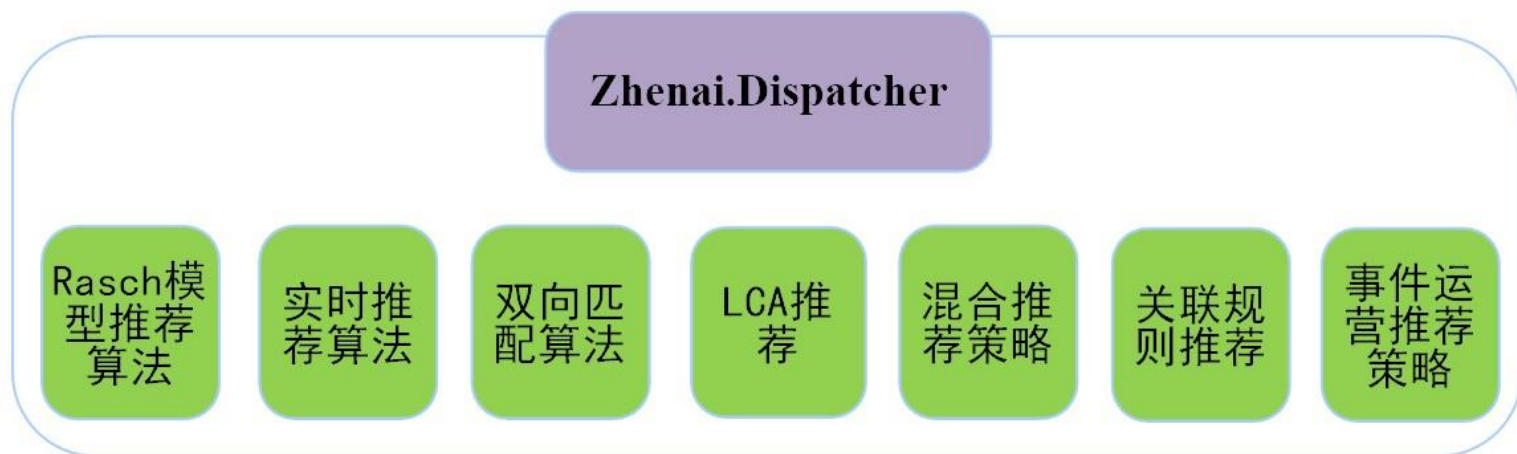 Zhenai.Dispatcher
Rasch模
型推荐
算法
实时推
荐算法
双向匹
配算法
LCA推
荐
混合推
荐策略
关联规
则推荐
事件运
营推荐
策略